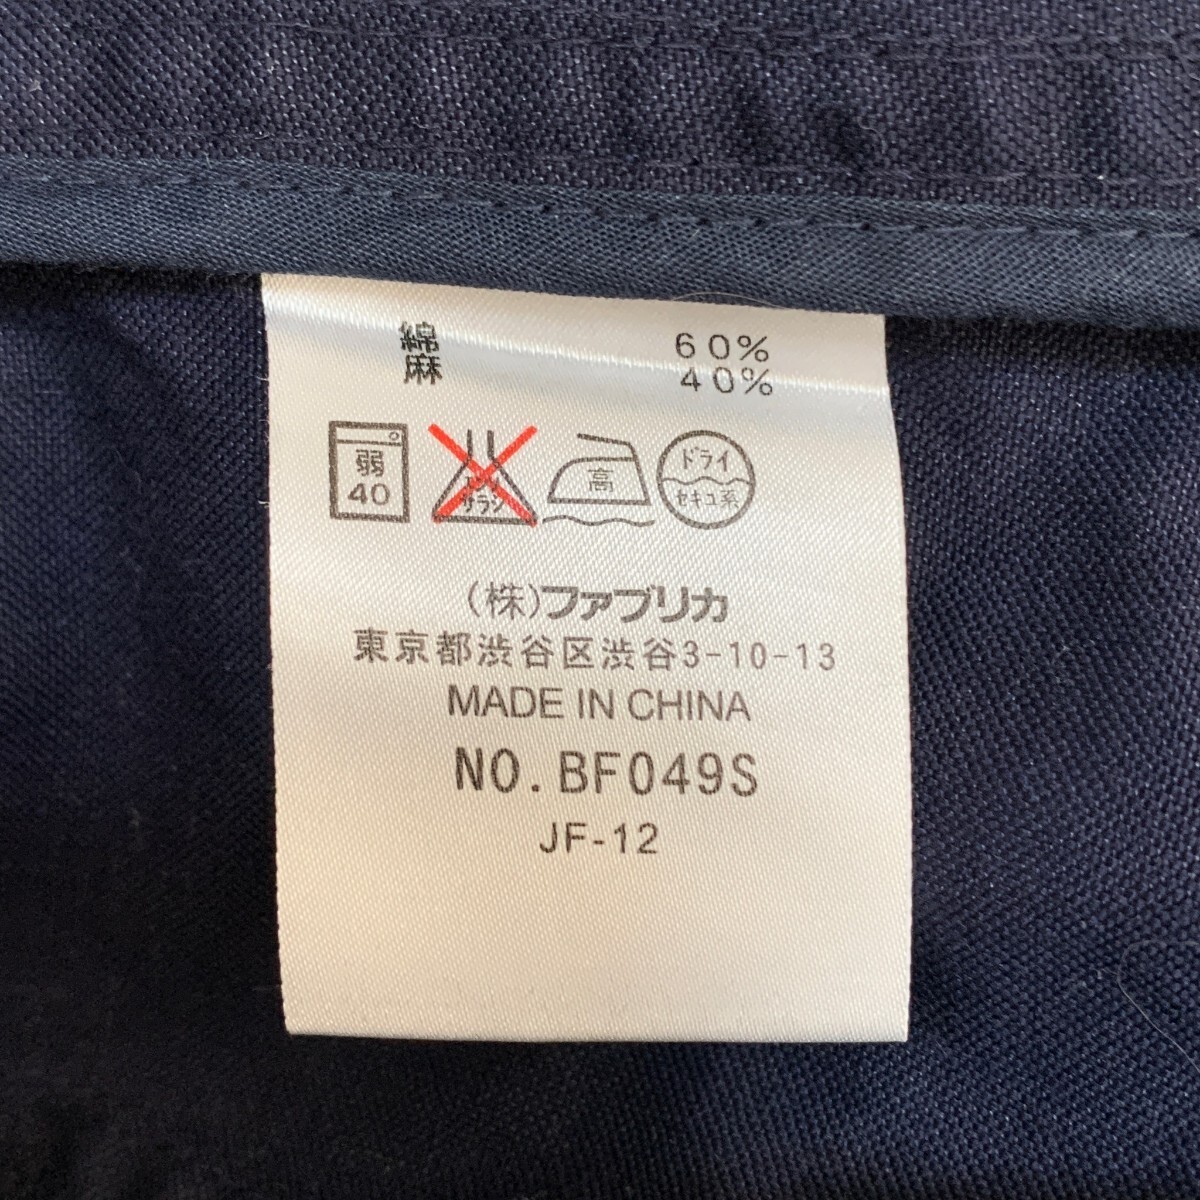 綿 60%
麻 40%
弱 40
エンソ サラシ
高
ドライ
セキユ系
(株)ファブリカ
東京都渋谷区渋谷3-10-13
MADE IN CHINA
NO.BF049S
JF-12